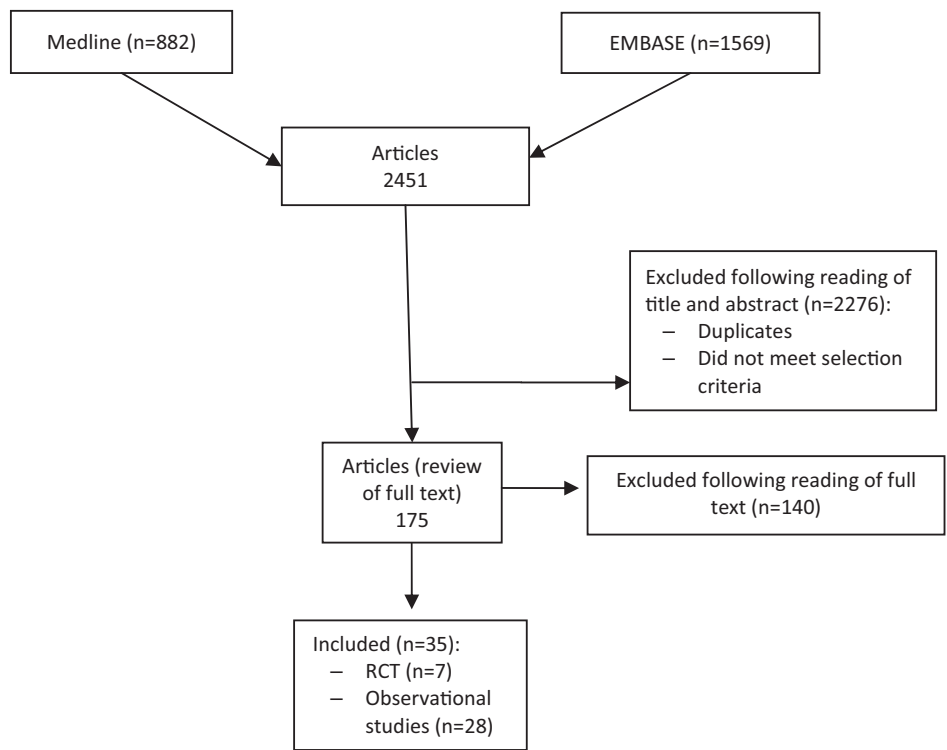 Medline (n=882)
EMBASE (n=1569)
Articles
2451
Excluded following reading of
title and abstract (n=2276):
– Duplicates
– Did not meet selection
criteria
Articles (review
of full text)
175
Excluded following reading of full
text (n=140)
Included (n=35):
– RCT (n=7)
– Observational
studies (n=28)